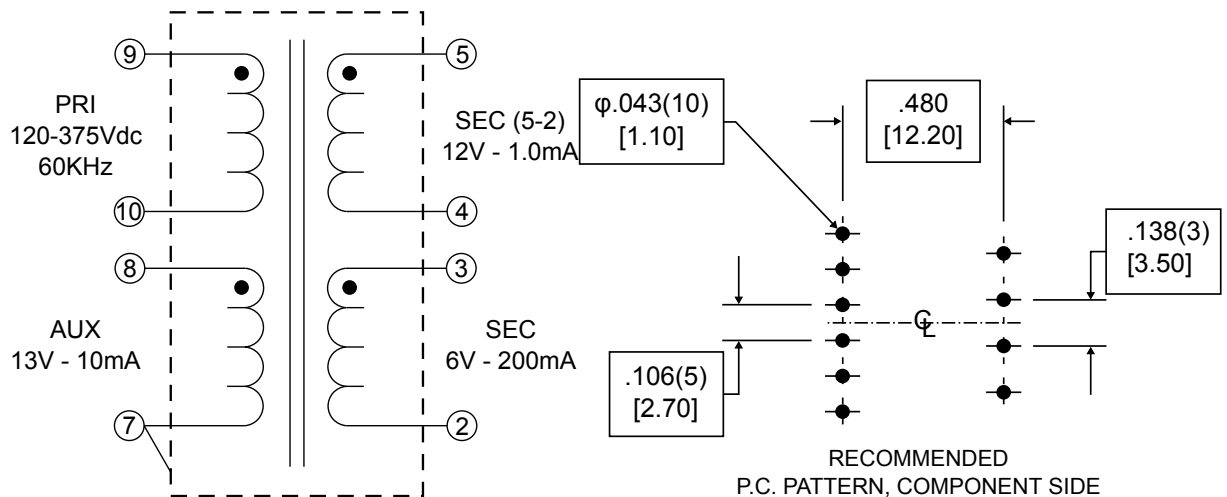 9
5
PRI
120-375Vdc
60KHz
SEC (5-2)
12V - 1.0mA
10
4
8
3
AUX
13V - 10mA
SEC
6V - 200mA
7
2
φ.043(10)
[1.10]
.480
[12.20]
.138(3)
[3.50]
℄
.106(5)
[2.70]
RECOMMENDED
P.C. PATTERN, COMPONENT SIDE